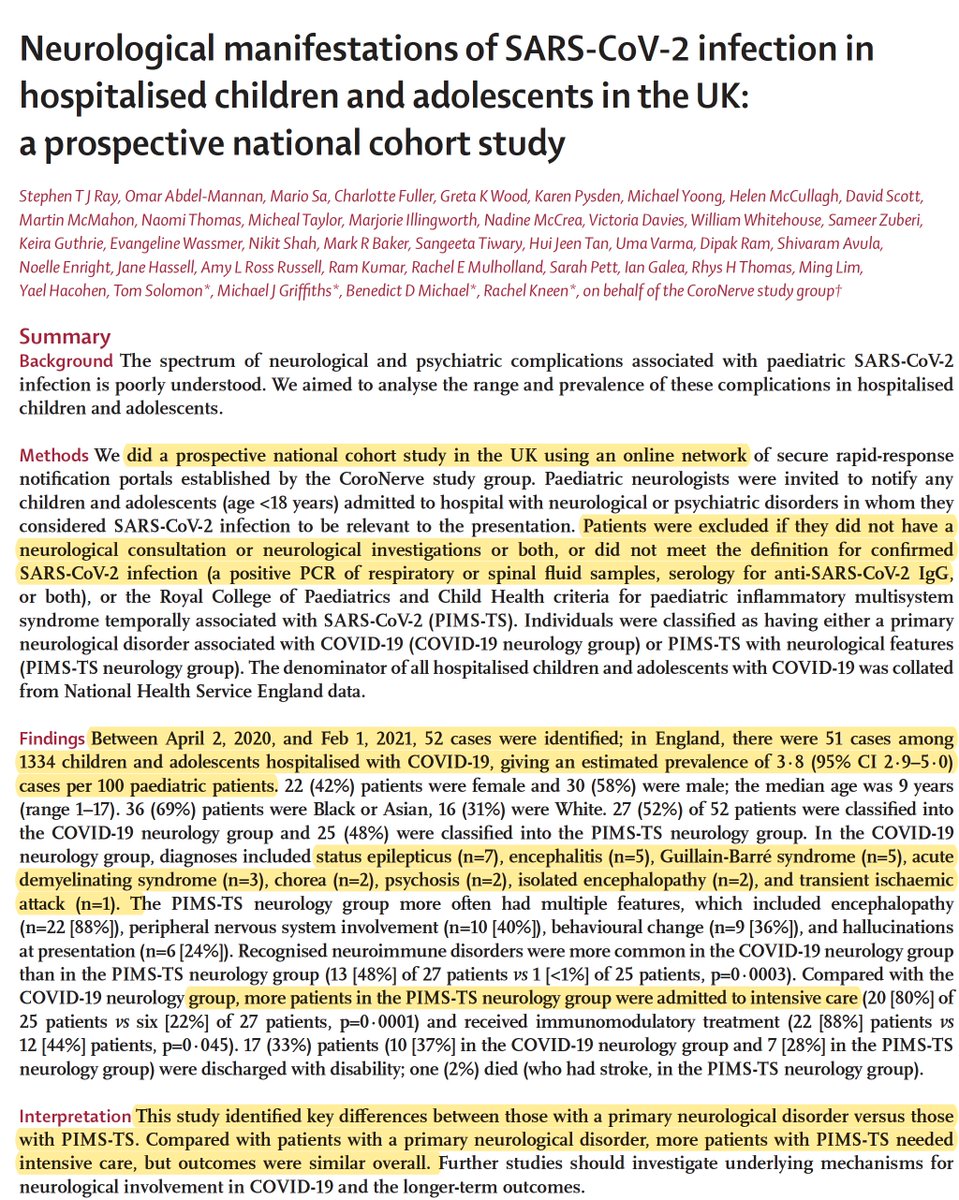 Neurological manifestations of SARS-CoV-2 infection in
hospitalised children and adolescents in the UK:
a prospective national cohort study
Stephen T J Ray, Omar Abdel-Mannan, Mario Sa, Charlotte Fuller, Greta K Wood, Karen Pysden, Michael Yoong, Helen McCullagh, David Scott,
Martin McMahon, Naomi Thomas, Micheal Taylor, Marjorie Illingworth, Nadine McCrea, Victoria Davies, William Whitehouse, Sameer Zuberi,
Keira Guthrie, Evangeline Wassmer, Nikit Shah, Mark R Baker, Sangeeta Tiwary, Hui Jeen Tan, Uma Varma, Dipak Ram, Shivaram Avula,
Noelle Enright, Jane Hassell, Amy L Ross Russell, Ram Kumar, Rachel E Mulholland, Sarah Pett, Ian Galea, Rhys H Thomas, Ming Lim,
Yael Hacohen, Tom Solomon*, Michael J Griffiths*, Benedict D Michael*, Rachel Kneen*, on behalf of the CoroNerve study group†
Summary
Background The spectrum of neurological and psychiatric complications associated with paediatric SARS-CoV-2
infection is poorly understood. We aimed to analyse the range and prevalence of these complications in hospitalised
children and adolescents.
Methods We did a prospective national cohort study in the UK using an online network of secure rapid-response
notification portals established by the CoroNerve study group. Paediatric neurologists were invited to notify any
children and adolescents (age <18 years) admitted to hospital with neurological or psychiatric disorders in whom they
considered SARS-CoV-2 infection to be relevant to the presentation. Patients were excluded if they did not have a
neurological consultation or neurological investigations or both, or did not meet the definition for confirmed
SARS-CoV-2 infection (a positive PCR of respiratory or spinal fluid samples, serology for anti-SARS-CoV-2 IgG,
or both), or the Royal College of Paediatrics and Child Health criteria for paediatric inflammatory multisystem
syndrome temporally associated with SARS-CoV-2 (PIMS-TS). Individuals were classified as having either a primary
neurological disorder associated with COVID-19 (COVID-19 neurology group) or PIMS-TS with neurological features
(PIMS-TS neurology group). The denominator of all hospitalised children and adolescents with COVID-19 was collated
from National Health Service England data.
Findings Between April 2, 2020, and Feb 1, 2021, 52 cases were identified; in England, there were 51 cases among
1334 children and adolescents hospitalised with COVID-19, giving an estimated prevalence of 3·8 (95% CI 2·9–5·0)
cases per 100 paediatric patients. 22 (42%) patients were female and 30 (58%) were male; the median age was 9 years
(range 1–17). 36 (69%) patients were Black or Asian, 16 (31%) were White. 27 (52%) of 52 patients were classified into
the COVID-19 neurology group and 25 (48%) were classified into the PIMS-TS neurology group. In the COVID-19
neurology group, diagnoses included status epilepticus (n=7), encephalitis (n=5), Guillain-Barré syndrome (n=5), acute
demyelinating syndrome (n=3), chorea (n=2), psychosis (n=2), isolated encephalopathy (n=2), and transient ischaemic
attack (n=1). The PIMS-TS neurology group more often had multiple features, which included encephalopathy
(n=22 [88%]), peripheral nervous system involvement (n=10 [40%]), behavioural change (n=9 [36%]), and hallucinations
at presentation (n=6 [24%]). Recognised neuroimmune disorders were more common in the COVID-19 neurology group
than in the PIMS-TS neurology group (13 [48%] of 27 patients vs 1 [<1%] of 25 patients, p=0·0003). Compared with the
COVID-19 neurology group, more patients in the PIMS-TS neurology group were admitted to intensive care (20 [80%] of
25 patients vs six [22%] of 27 patients, p=0·0001) and received immunomodulatory treatment (22 [88%] patients vs
12 [44%] patients, p=0·045). 17 (33%) patients (10 [37%] in the COVID-19 neurology group and 7 [28%] in the PIMS-TS
neurology group) were discharged with disability; one (2%) died (who had stroke, in the PIMS-TS neurology group).
Interpretation This study identified key differences between those with a primary neurological disorder versus those
with PIMS-TS. Compared with patients with a primary neurological disorder, more patients with PIMS-TS needed
intensive care, but outcomes were similar overall. Further studies should investigate underlying mechanisms for
neurological involvement in COVID-19 and the longer-term outcomes.